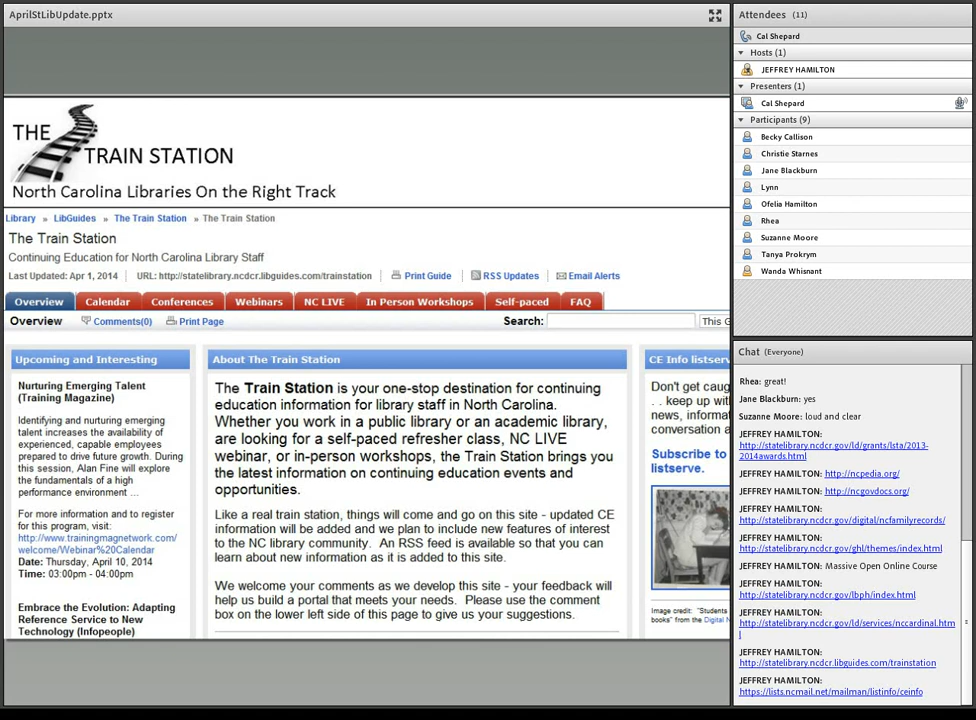 AprilStLibUpdate.pptx
THE
TRAIN STATION
North Carolina Libraries On the Right Track
Library » LibGuides » The Train Station » The Train Station
The Train Station
Continuing Education for North Carolina Library Staff
Last Updated: Apr 1, 2014 URL: http://statelibrary.ncdcr.libguides.com/trainstation Print Guide RSS Updates Email Alerts
Overview Calendar Conferences Webinars NC LIVE In Person Workshops Self-paced FAQ
Overview Comments(0) Print Page Search: This G
Upcoming and Interesting
Nurturing Emerging Talent
(Training Magazine)
Identifying and nurturing emerging
talent increases the availability of
experienced, capable employees
prepared to drive future growth. During
this session, Alan Fine will explore
the fundamentals of a high
performance environment ...
For more information and to register
for this program, visit:
http://www.trainingmagnetwork.com/
welcome/Webinar%20Calendar
Date: Thursday, April 10, 2014
Time: 03:00pm - 04:00pm
Embrace the Evolution: Adapting
Reference Service to New
Technology (Infopeople)
About The Train Station
The Train Station is your one-stop destination for continuing
education information for library staff in North Carolina.
Whether you work in a public library or an academic library,
are looking for a self-paced refresher class, NC LIVE
webinar, or in-person workshops, the Train Station brings you
the latest information on continuing education events and
opportunities.
Like a real train station, things will come and go on this site - updated CE
information will be added and we plan to include new features of interest
to the NC library community. An RSS feed is available so that you can
learn about new information as it is added to this site.
We welcome your comments as we develop this site - your feedback will
help us build a portal that meets your needs. Please use the comment
box on the lower left side of this page to give us your suggestions.
CE Info listserv
Don't get caug
. . keep up wit
news, informat
conversation a
Subscribe to
listserve.
Image credit: "Students
books" from the Digital N
Attendees (11)
Cal Shepard
Hosts (1)
JEFFREY HAMILTON
Presenters (1)
Cal Shepard
Participants (9)
Becky Callison
Christie Starnes
Jane Blackburn
Lynn
Ofelia Hamilton
Rhea
Suzanne Moore
Tanya Prokrym
Wanda Whisnant
Chat (Everyone)
Rhea: great!
Jane Blackburn: yes
Suzanne Moore: loud and clear
JEFFREY HAMILTON:
http://statelibrary.ncdcr.gov/ld/grants/lsta/2013-
2014awards.html
JEFFREY HAMILTON: http://ncpedia.org/
JEFFREY HAMILTON: http://ncgovdocs.org/
JEFFREY HAMILTON:
http://statelibrary.ncdcr.gov/digital/ncfamilyrecords/
JEFFREY HAMILTON:
http://statelibrary.ncdcr.gov/ghl/themes/index.html
JEFFREY HAMILTON: Massive Open Online Course
JEFFREY HAMILTON:
http://statelibrary.ncdcr.gov/lbph/index.html
JEFFREY HAMILTON:
http://statelibrary.ncdcr.gov/ld/services/nccardinal.htm
l
JEFFREY HAMILTON:
http://statelibrary.ncdcr.libguides.com/trainstation
JEFFREY HAMILTON:
https://lists.ncmail.net/mailman/listinfo/ceinfo